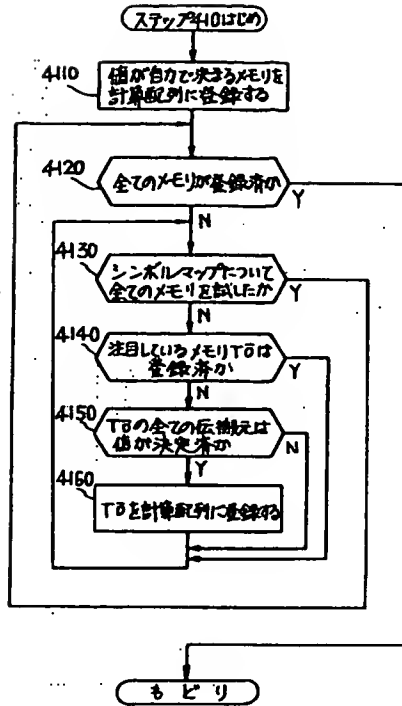 ステップ410はじめ
4110
値が自力で決まるメモリを
計算配列に登録する
4120
全てのメモリが登録済か
Y
N
4130
シンボルマップについて
全てのメモリを試したか
Y
N
4140
注目しているメモリTōは
登録済か
Y
N
4150
Tōの全ての伝搬元は
値が決定済か
N
Y
4160
Tōを計算配列に登録する
もどり